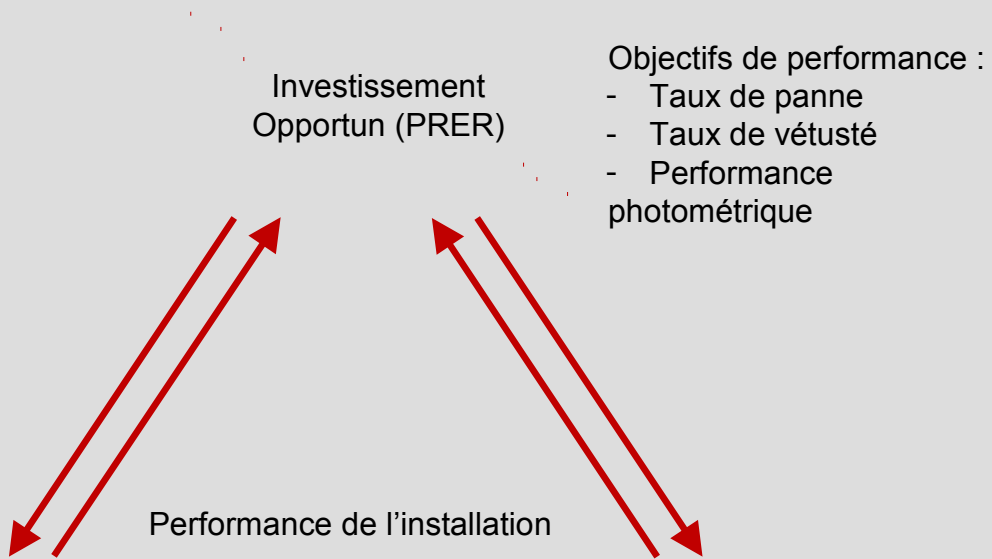 Investissement
Opportun (PRER)
Objectifs de performance :
- Taux de panne
- Taux de vétusté
- Performance
photométrique
Performance de l’installation